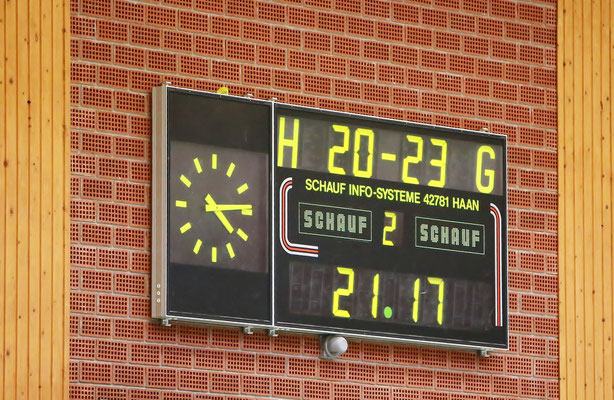 H 20-23 G
SCHAUF INFO-SYSTEME 42781 HAAN
SCHAUF 2 SCHAUF
21.17